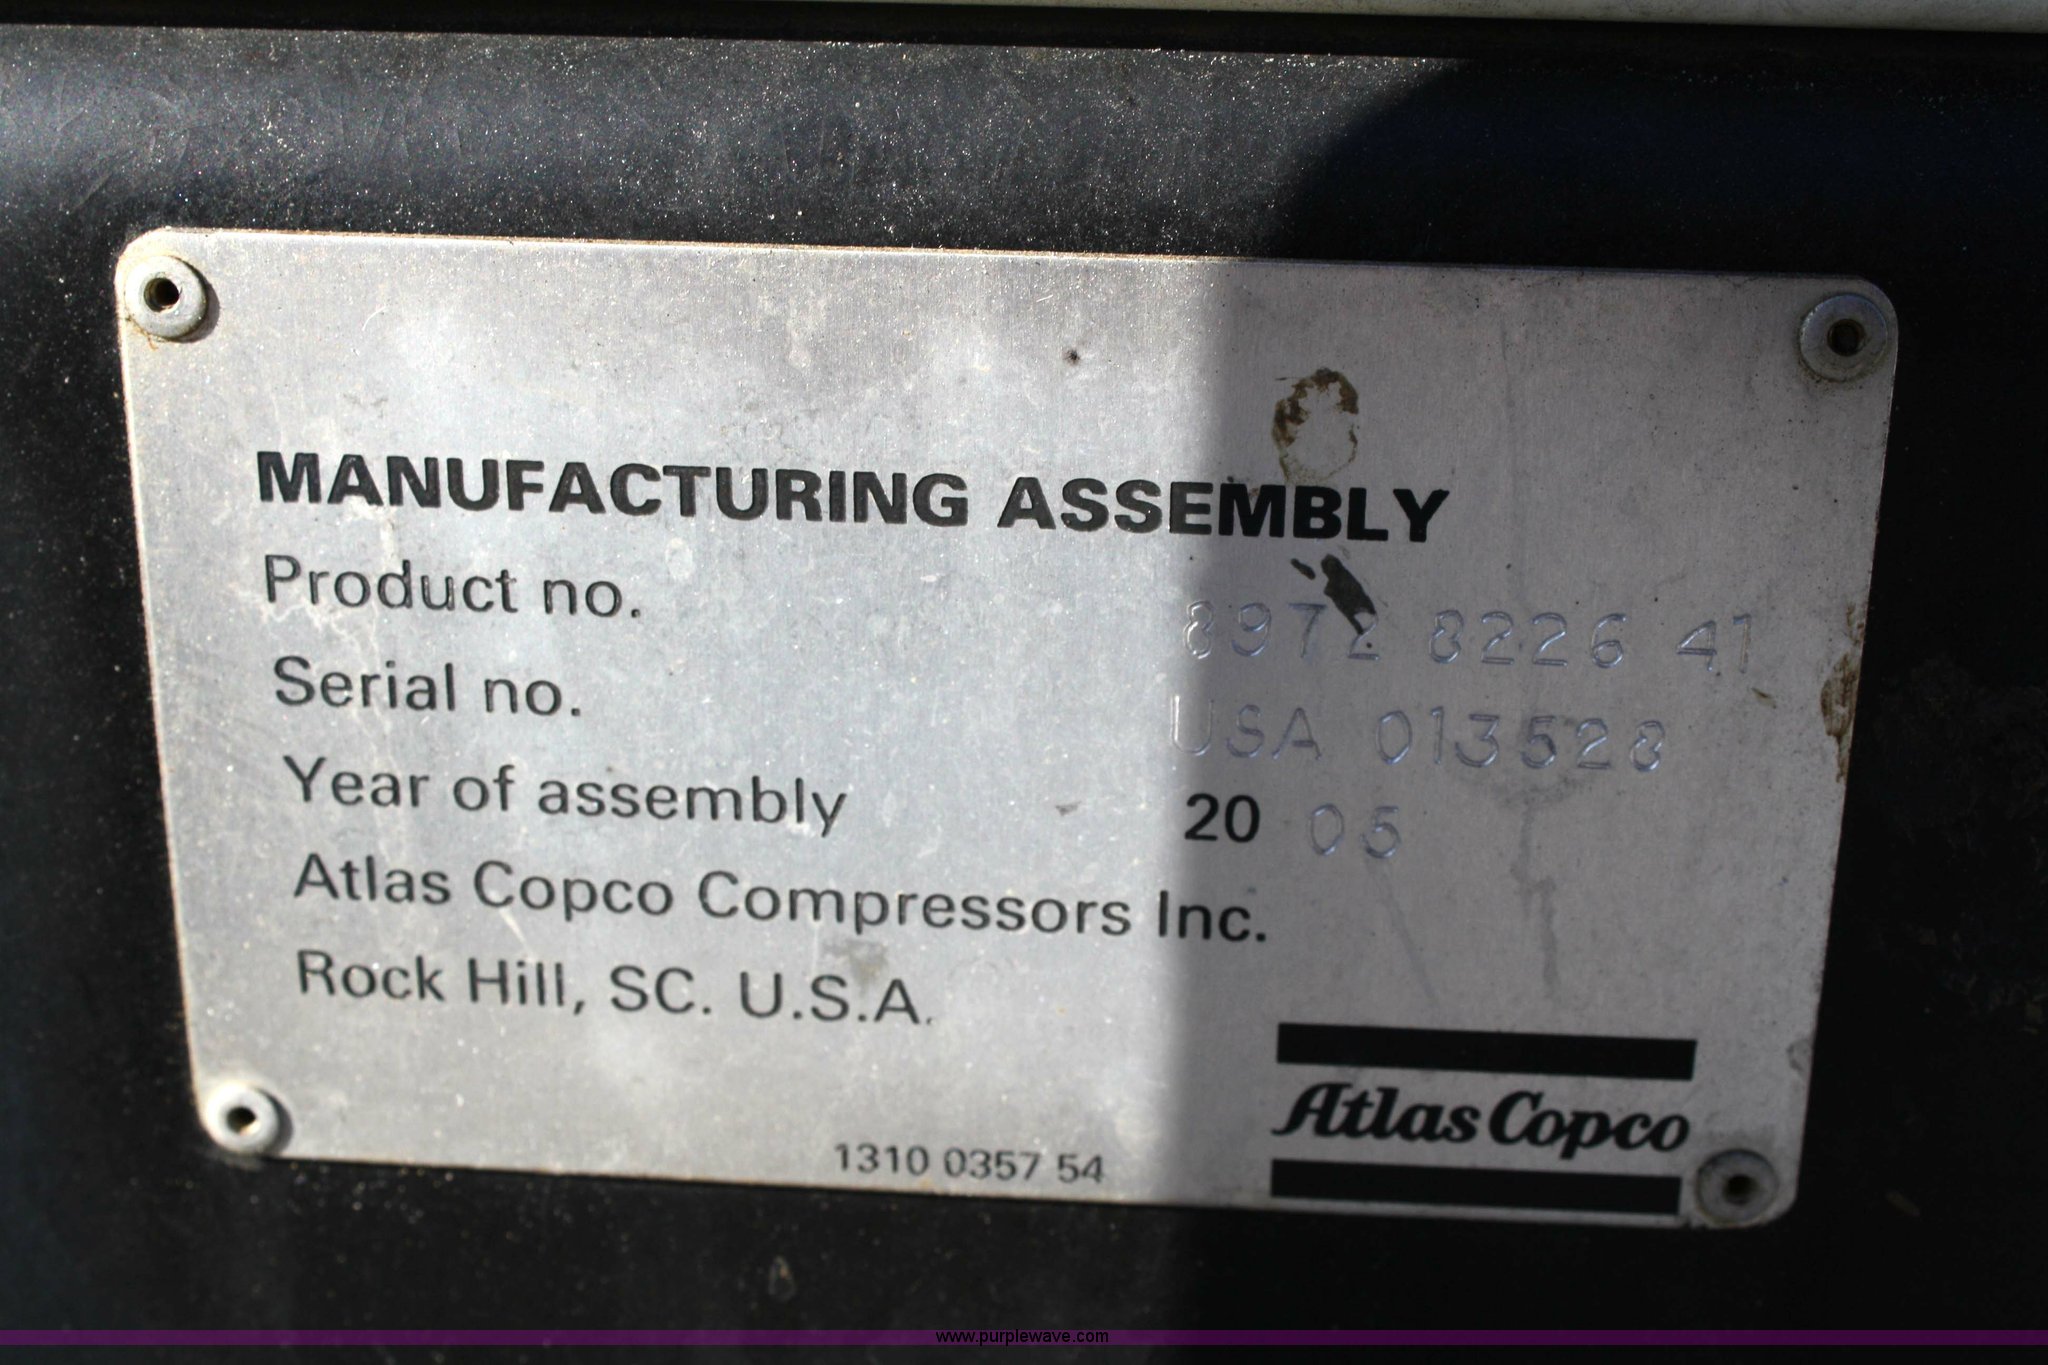 MANUFACTURING ASSEMBLY
Product no. 8972 8226 41
Serial no. USA 013528
Year of assembly 20 05
Atlas Copco Compressors Inc.
Rock Hill, SC. U.S.A.
Atlas Copco
1310 0357 54
www.purplewave.com